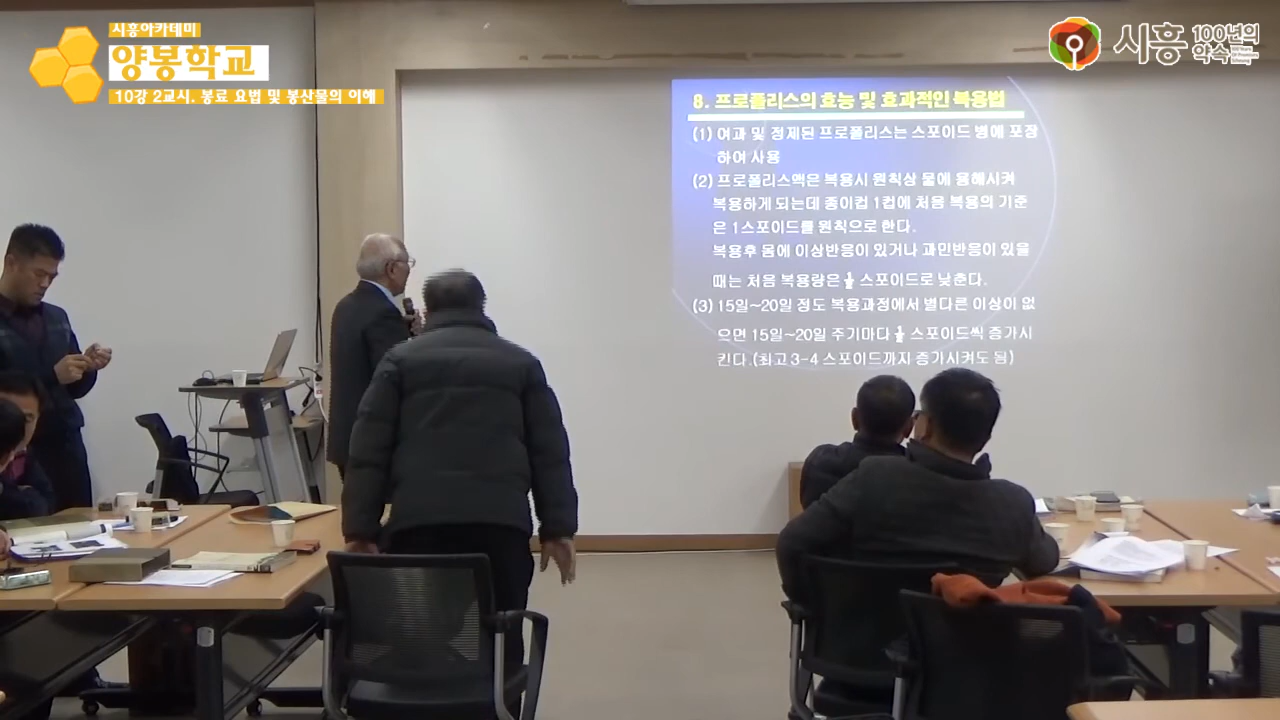 시흥아카데미
양봉학교
10강 2교시. 봉료 요법 및 봉산물의 이해
시흥 100년의 약속
8. 프로폴리스의 효능 및 효과적인 복용법
(1) 여과 및 정제된 프로폴리스는 스포이드 병에 포장
하여 사용
(2) 프로폴리스액은 복용시 원칙상 물에 용해시켜
복용하게 되는데 종이컵 1컵에 처음 복용의 기준
은 1스포이드를 원칙으로 한다.
복용후 몸에 이상반응이 있거나 과민반응이 있을
때는 처음 복용량은 ½ 스포이드로 낮춘다.
(3) 15일~20일 정도 복용과정에서 별다른 이상이 없
으면 15일~20일 주기마다 ½ 스포이드씩 증가시
킨다.(최고 3-4 스포이드까지 증가시켜도 됨)